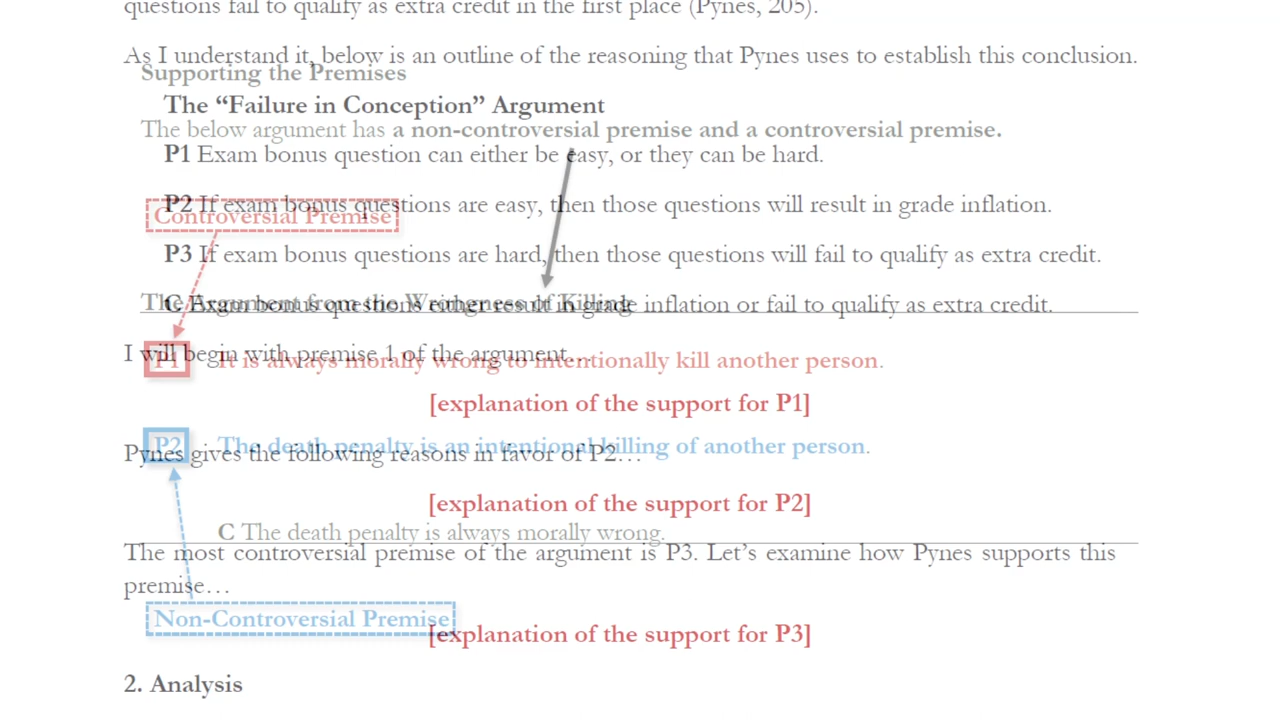 questions fail to qualify as extra credit in the first place (Pynes, 205).
As I understand it, below is an outline of the reasoning that Pynes uses to establish this conclusion.
Supporting the Premises
The “Failure in Conception” Argument
The below argument has a non-controversial premise and a controversial premise.
P1 Exam bonus question can either be easy, or they can be hard.
P2 If exam bonus questions are easy, then those questions will result in grade inflation.
Controversial Premise
P3 If exam bonus questions are hard, then those questions will fail to qualify as extra credit.
The Argument from the Wrongness of Killing
C Exam bonus questions either result in grade inflation or fail to qualify as extra credit.
I will begin with premise 1 of the argument…
P1 It is always morally wrong to intentionally kill another person.
[explanation of the support for P1]
P2 The death penalty is an intentional killing of another person.
Pynes gives the following reasons in favor of P2…
[explanation of the support for P2]
C The death penalty is always morally wrong.
The most controversial premise of the argument is P3. Let’s examine how Pynes supports this
premise…
Non-Controversial Premise
[explanation of the support for P3]
2. Analysis